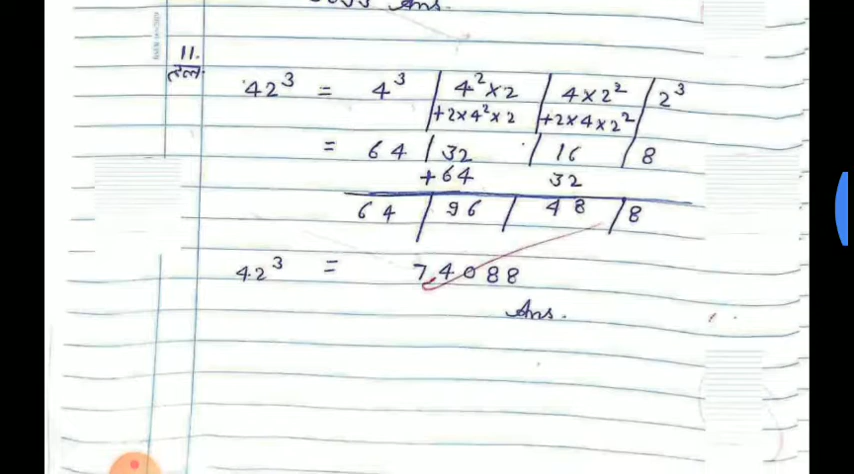 Ans.
11.
हल
42³ = 4³ / 4²×2 / 4×2² / 2³
+2×4²×2 / +2×4×2²
= 64 / 32 / 16 / 8
+64 32
64 / 96 / 48 / 8
42³ = 74088
Ans.